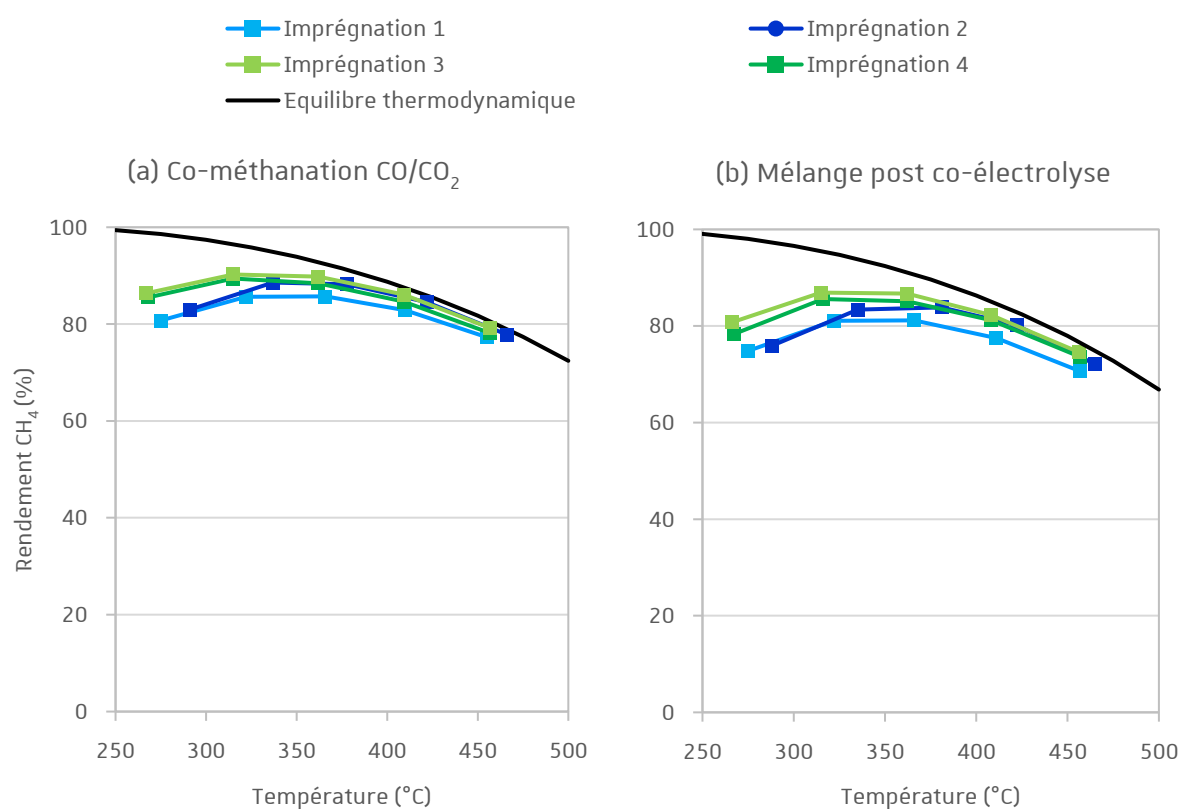 Imprégnation 1
Imprégnation 2
Imprégnation 3
Imprégnation 4
Equilibre thermodynamique
(a) Co-méthanation CO/CO₂
(b) Mélange post co-électrolyse
Rendement CH₄ (%)
100
80
60
40
20
0
250 300 350 400 450 500
Température (°C)
100
80
60
40
20
0
250 300 350 400 450 500
Température (°C)